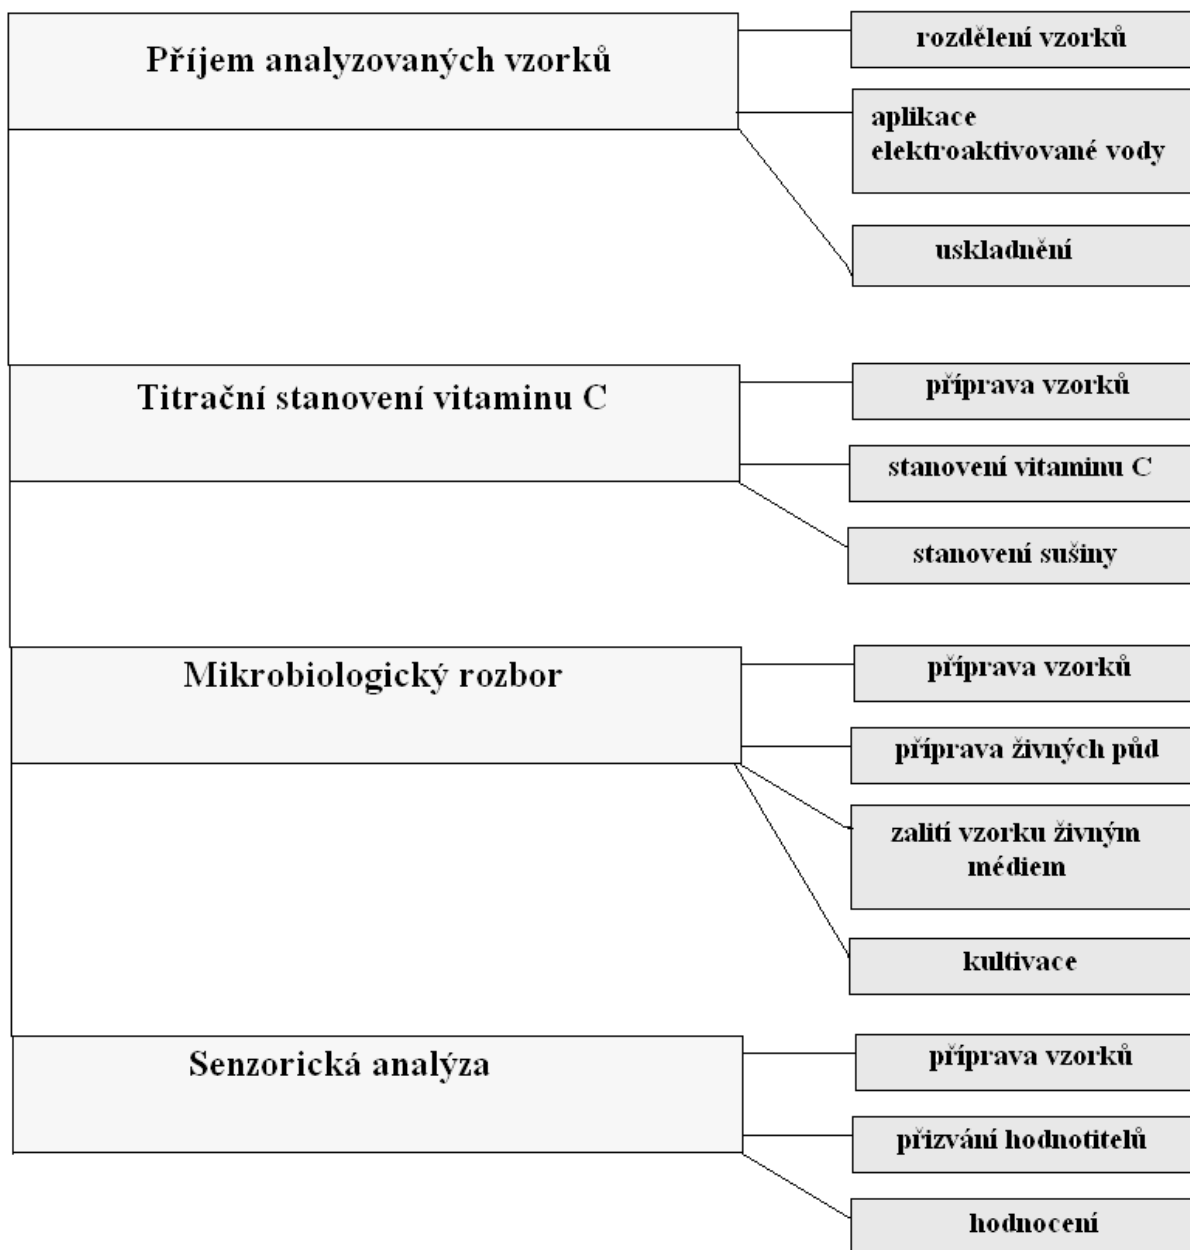 Příjem analyzovaných vzorků
rozdělení vzorků
aplikace
elektroaktivované vody
uskladnění
Titrační stanovení vitaminu C
příprava vzorků
stanovení vitaminu C
stanovení sušiny
Mikrobiologický rozbor
příprava vzorků
příprava živných půd
zalití vzorku živným
médiem
kultivace
Senzorická analýza
příprava vzorků
přizvání hodnotitelů
hodnocení